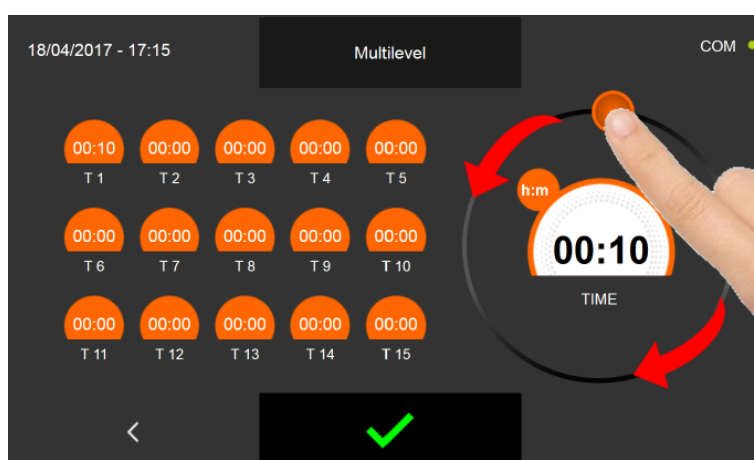 18/04/2017 - 17:15
Multilevel
COM
00:10 00:00 00:00 00:00 00:00
T 1 T 2 T 3 T 4 T 5
00:00 00:00 00:00 00:00 00:00
T 6 T 7 T 8 T 9 T 10
00:00 00:00 00:00 00:00 00:00
T 11 T 12 T 13 T 14 T 15
h:m
00:10
TIME